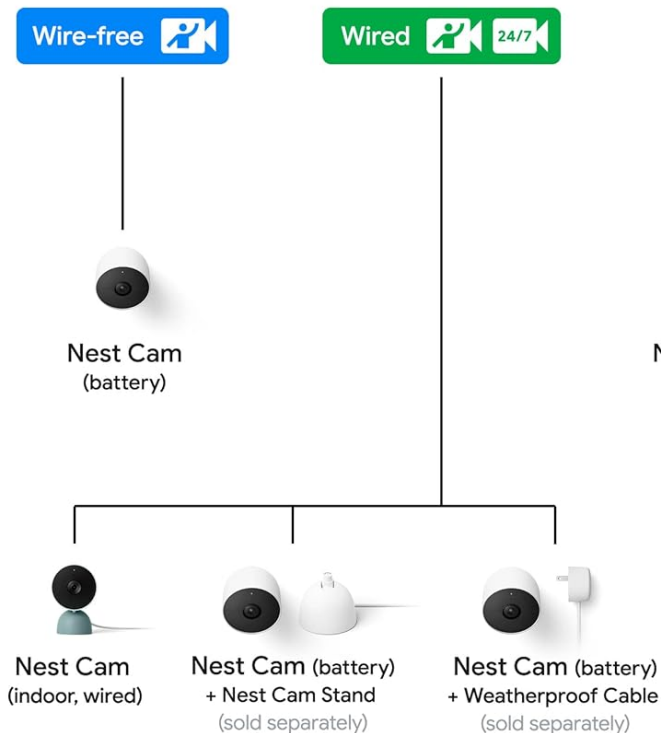 Wire-free
Wired 24/7
Nest Cam
(battery)
N
Nest Cam
(indoor, wired)
Nest Cam (battery)
+ Nest Cam Stand
(sold separately)
Nest Cam (battery)
+ Weatherproof Cable
(sold separately)